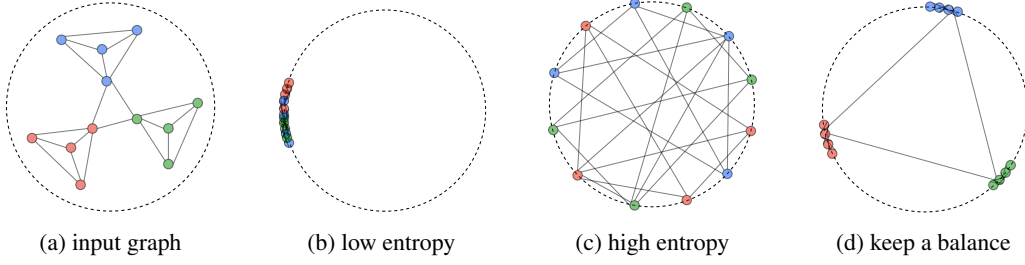 (a) input graph
(b) low entropy
(c) high entropy
(d) keep a balance